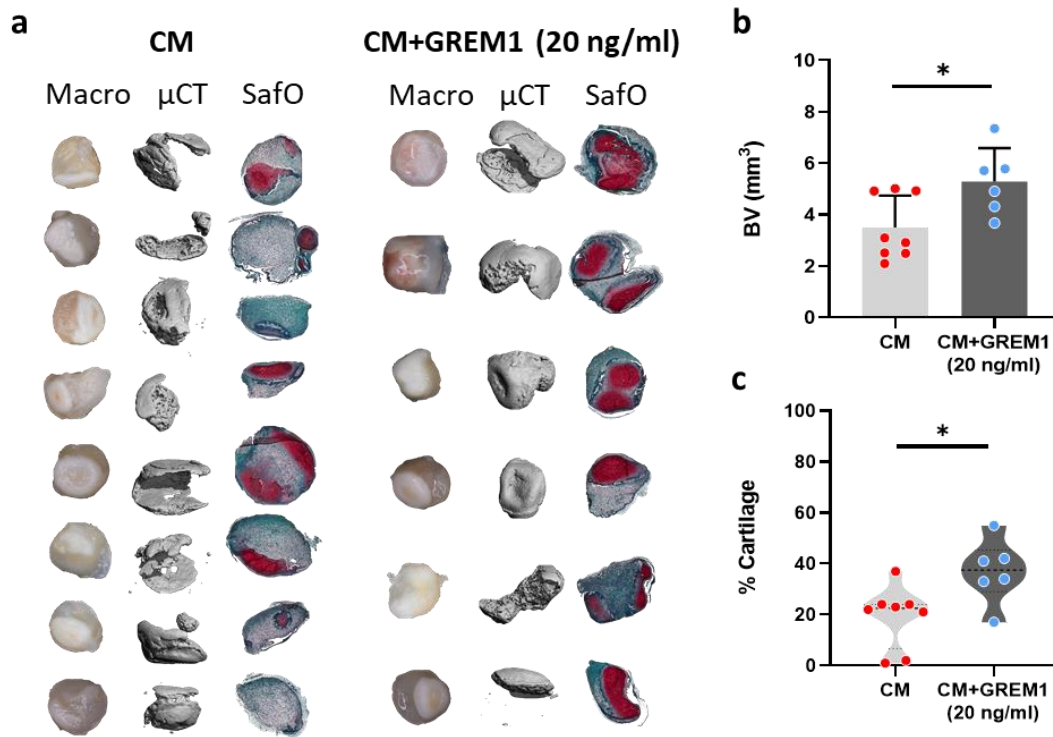 a
CM
CM+GREM1 (20 ng/ml)
Macro µCT SafO
Macro µCT SafO
b
10
8
6
4
2
0
BV (mm³)
*
CM
CM+GREM1
(20 ng/ml)
c
100
80
60
40
20
0
% Cartilage
*
CM
CM+GREM1
(20 ng/ml)